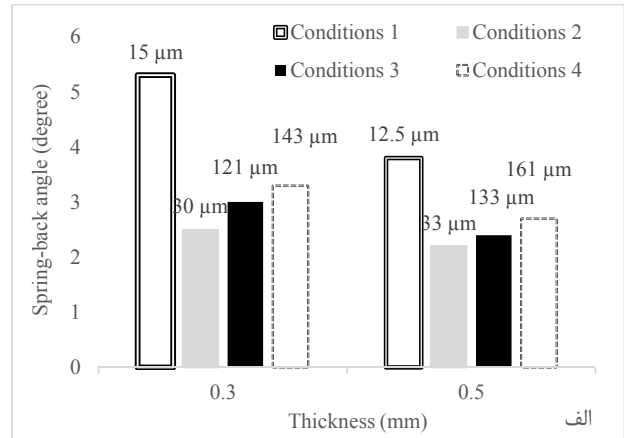 6
Conditions 1
Conditions 2
15 µm
5
Conditions 3
Conditions 4
143 µm
12.5 µm
4
121 µm
161 µm
133 µm
3
30 µm
33 µm
2
1
0
Spring-back angle (degree)
0.3
0.5
Thickness (mm)
الف